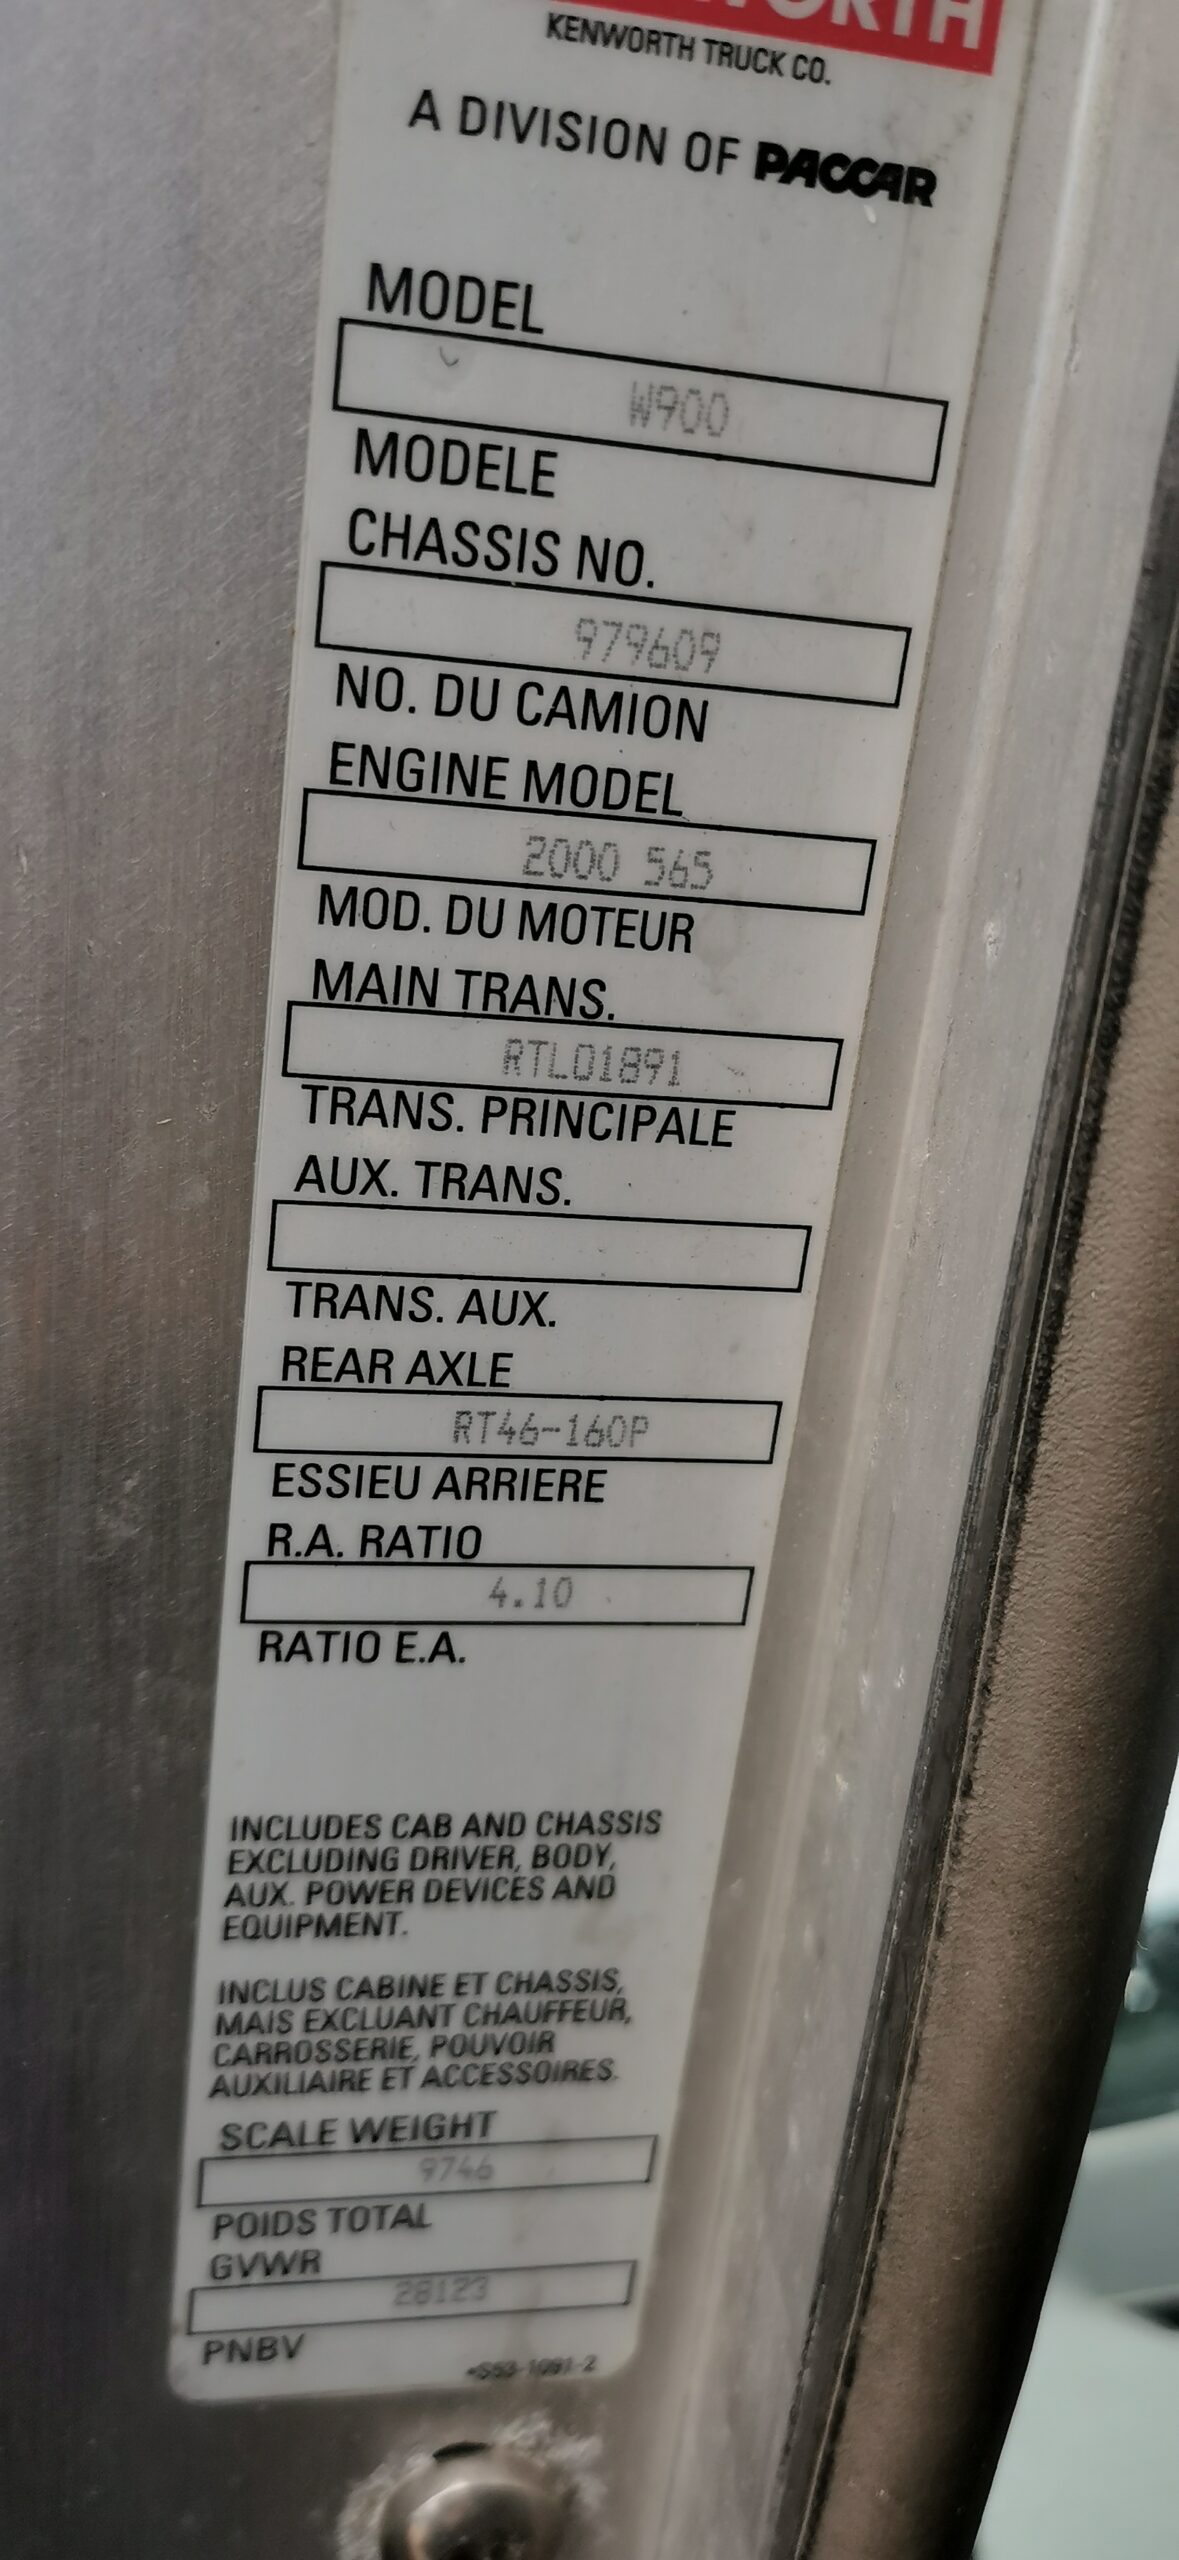 WORTH
KENWORTH TRUCK CO.
A DIVISION OF PACCAR
MODEL
W900
MODELE
CHASSIS NO.
979609
NO. DU CAMION
ENGINE MODEL
2000 565
MOD. DU MOTEUR
MAIN TRANS.
RTLO1891
TRANS. PRINCIPALE
AUX. TRANS.
TRANS. AUX.
REAR AXLE
RT46-160P
ESSIEU ARRIERE
R.A. RATIO
4.10
RATIO E.A.
INCLUDES CAB AND CHASSIS
EXCLUDING DRIVER, BODY,
AUX. POWER DEVICES AND
EQUIPMENT.
INCLUS CABINE ET CHASSIS,
MAIS EXCLUANT CHAUFFEUR,
CARROSSERIE, POUVOIR
AUXILIAIRE ET ACCESSOIRES.
SCALE WEIGHT
9746
POIDS TOTAL
GVWR
28123
PNBV